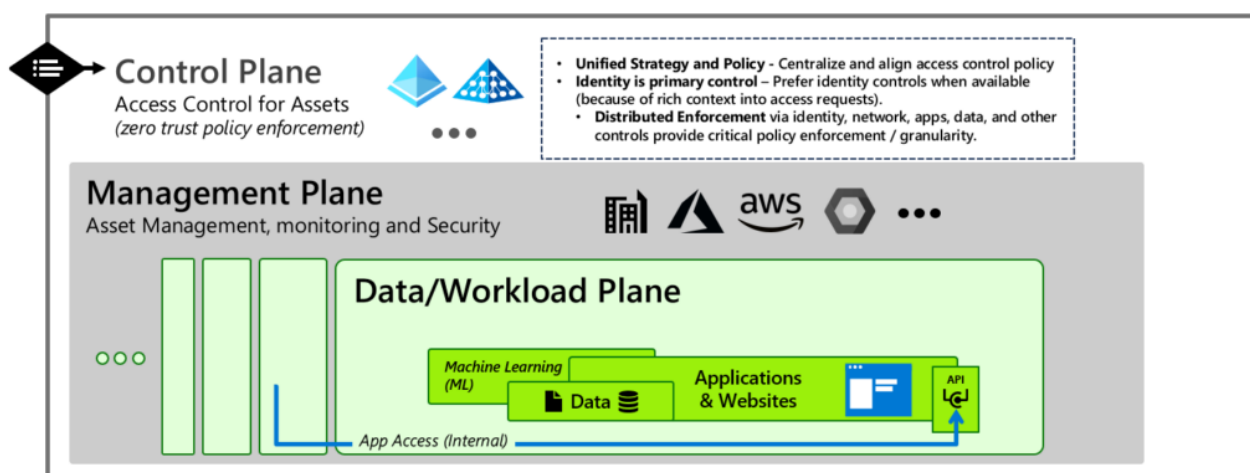 Control Plane
Access Control for Assets
(zero trust policy enforcement)
• Unified Strategy and Policy - Centralize and align access control policy
• Identity is primary control – Prefer identity controls when available
(because of rich context into access requests).
• Distributed Enforcement via identity, network, apps, data, and other
controls provide critical policy enforcement / granularity.
Management Plane
Asset Management, monitoring and Security
aws
Data/Workload Plane
Machine Learning
(ML)
Data
Applications
& Websites
API
App Access (Internal)